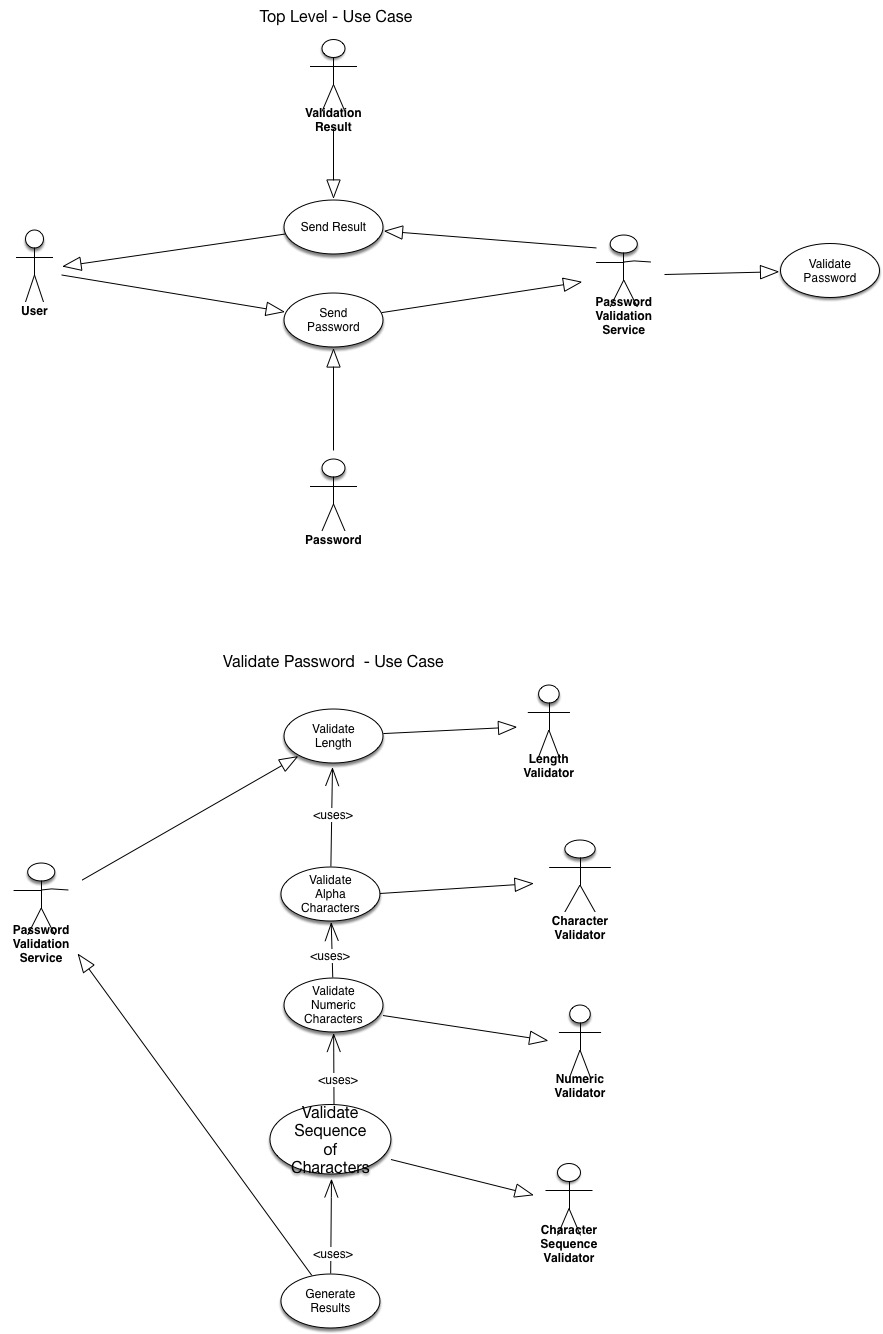 Top Level - Use Case
Validation
Result
Send Result
User
Send
Password
Password
Validation
Service
Validate
Password
Password
Validate Password  - Use Case
Validate
Length
Length
Validator
<uses>
Validate
Alpha
Characters
Character
Validator
Password
Validation
Service
<uses>
Validate
Numeric
Characters
Numeric
Validator
<uses>
Validate
Sequence
of
Characters
Character
Sequence
Validator
<uses>
Generate
Results